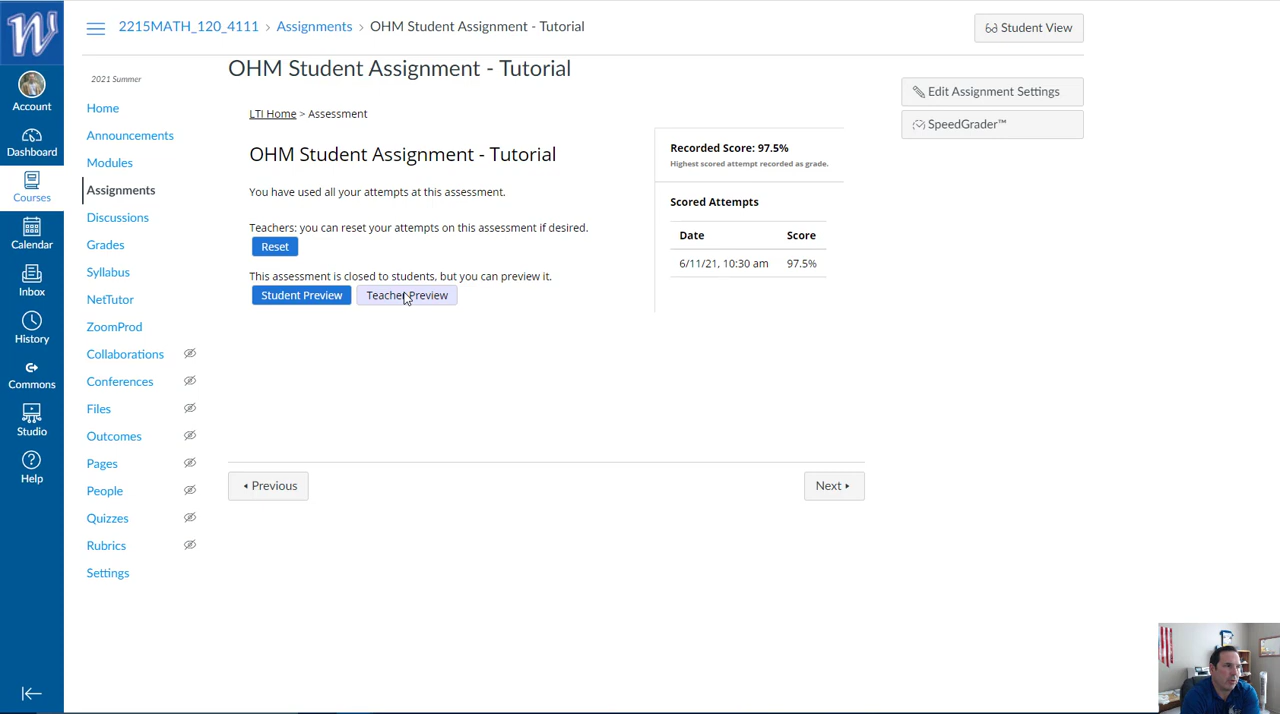 W
Account
Dashboard
Courses
Calendar
Inbox
History
Commons
Studio
Help
2215MATH_120_4111 › Assignments › OHM Student Assignment - Tutorial
Student View
2021 Summer
Home
Announcements
Modules
Assignments
Discussions
Grades
Syllabus
NetTutor
ZoomProd
Collaborations
Conferences
Files
Outcomes
Pages
People
Quizzes
Rubrics
Settings
OHM Student Assignment - Tutorial
LTI Home > Assessment
OHM Student Assignment - Tutorial
You have used all your attempts at this assessment.
Teachers: you can reset your attempts on this assessment if desired.
Reset
This assessment is closed to students, but you can preview it.
Student Preview Teacher Preview
Recorded Score: 97.5%
Highest scored attempt recorded as grade.
Scored Attempts
Date Score
6/11/21, 10:30 am 97.5%
Previous
Next
Edit Assignment Settings
SpeedGrader™